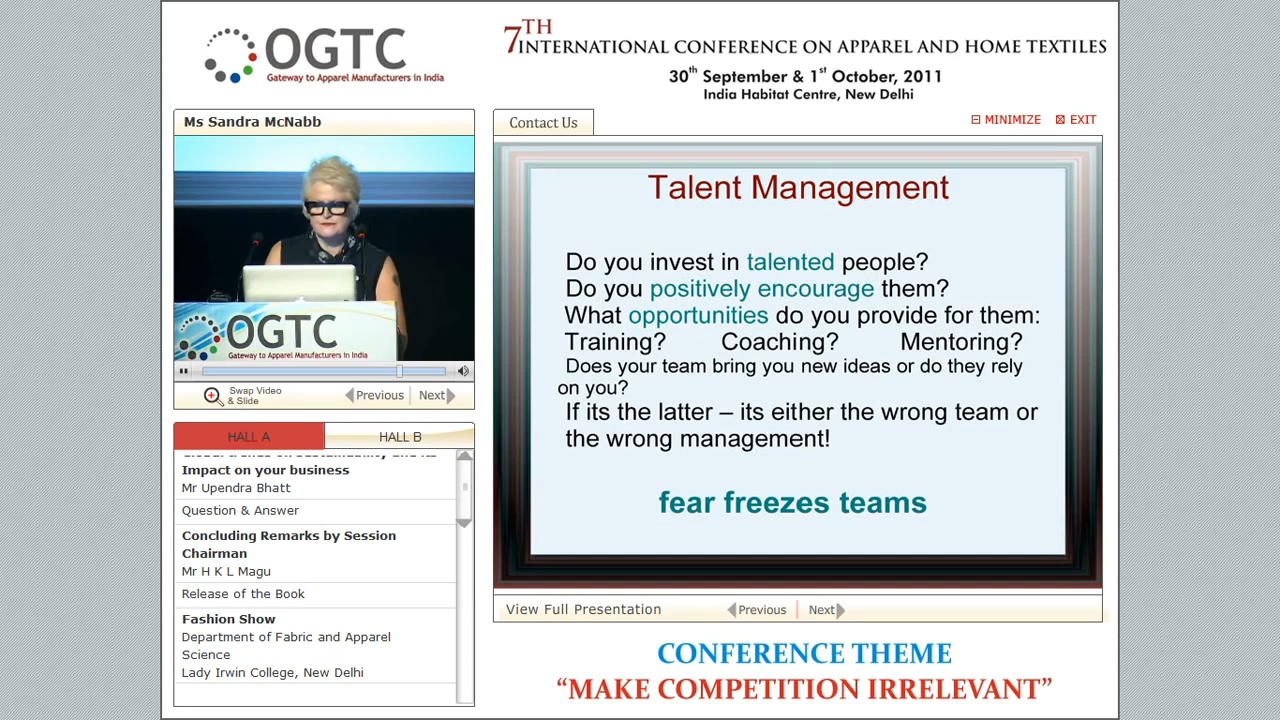 OGTC
Gateway to Apparel Manufacturers in India
7TH INTERNATIONAL CONFERENCE ON APPAREL AND HOME TEXTILES
30th September & 1st October, 2011
India Habitat Centre, New Delhi
Ms Sandra McNabb
Contact Us
MINIMIZE
EXIT
OGTC
Gateway to Apparel Manufacturers in India
Swap Video
& Slide
Previous
Next
HALL A
HALL B
Impact on your business
Mr Upendra Bhatt
Question & Answer
Concluding Remarks by Session
Chairman
Mr H K L Magu
Release of the Book
Fashion Show
Department of Fabric and Apparel
Science
Lady Irwin College, New Delhi
Talent Management
Do you invest in talented people?
Do you positively encourage them?
What opportunities do you provide for them:
Training? Coaching? Mentoring?
Does your team bring you new ideas or do they rely
on you?
If its the latter – its either the wrong team or
the wrong management!
fear freezes teams
View Full Presentation
Previous
Next
CONFERENCE THEME
“MAKE COMPETITION IRRELEVANT”